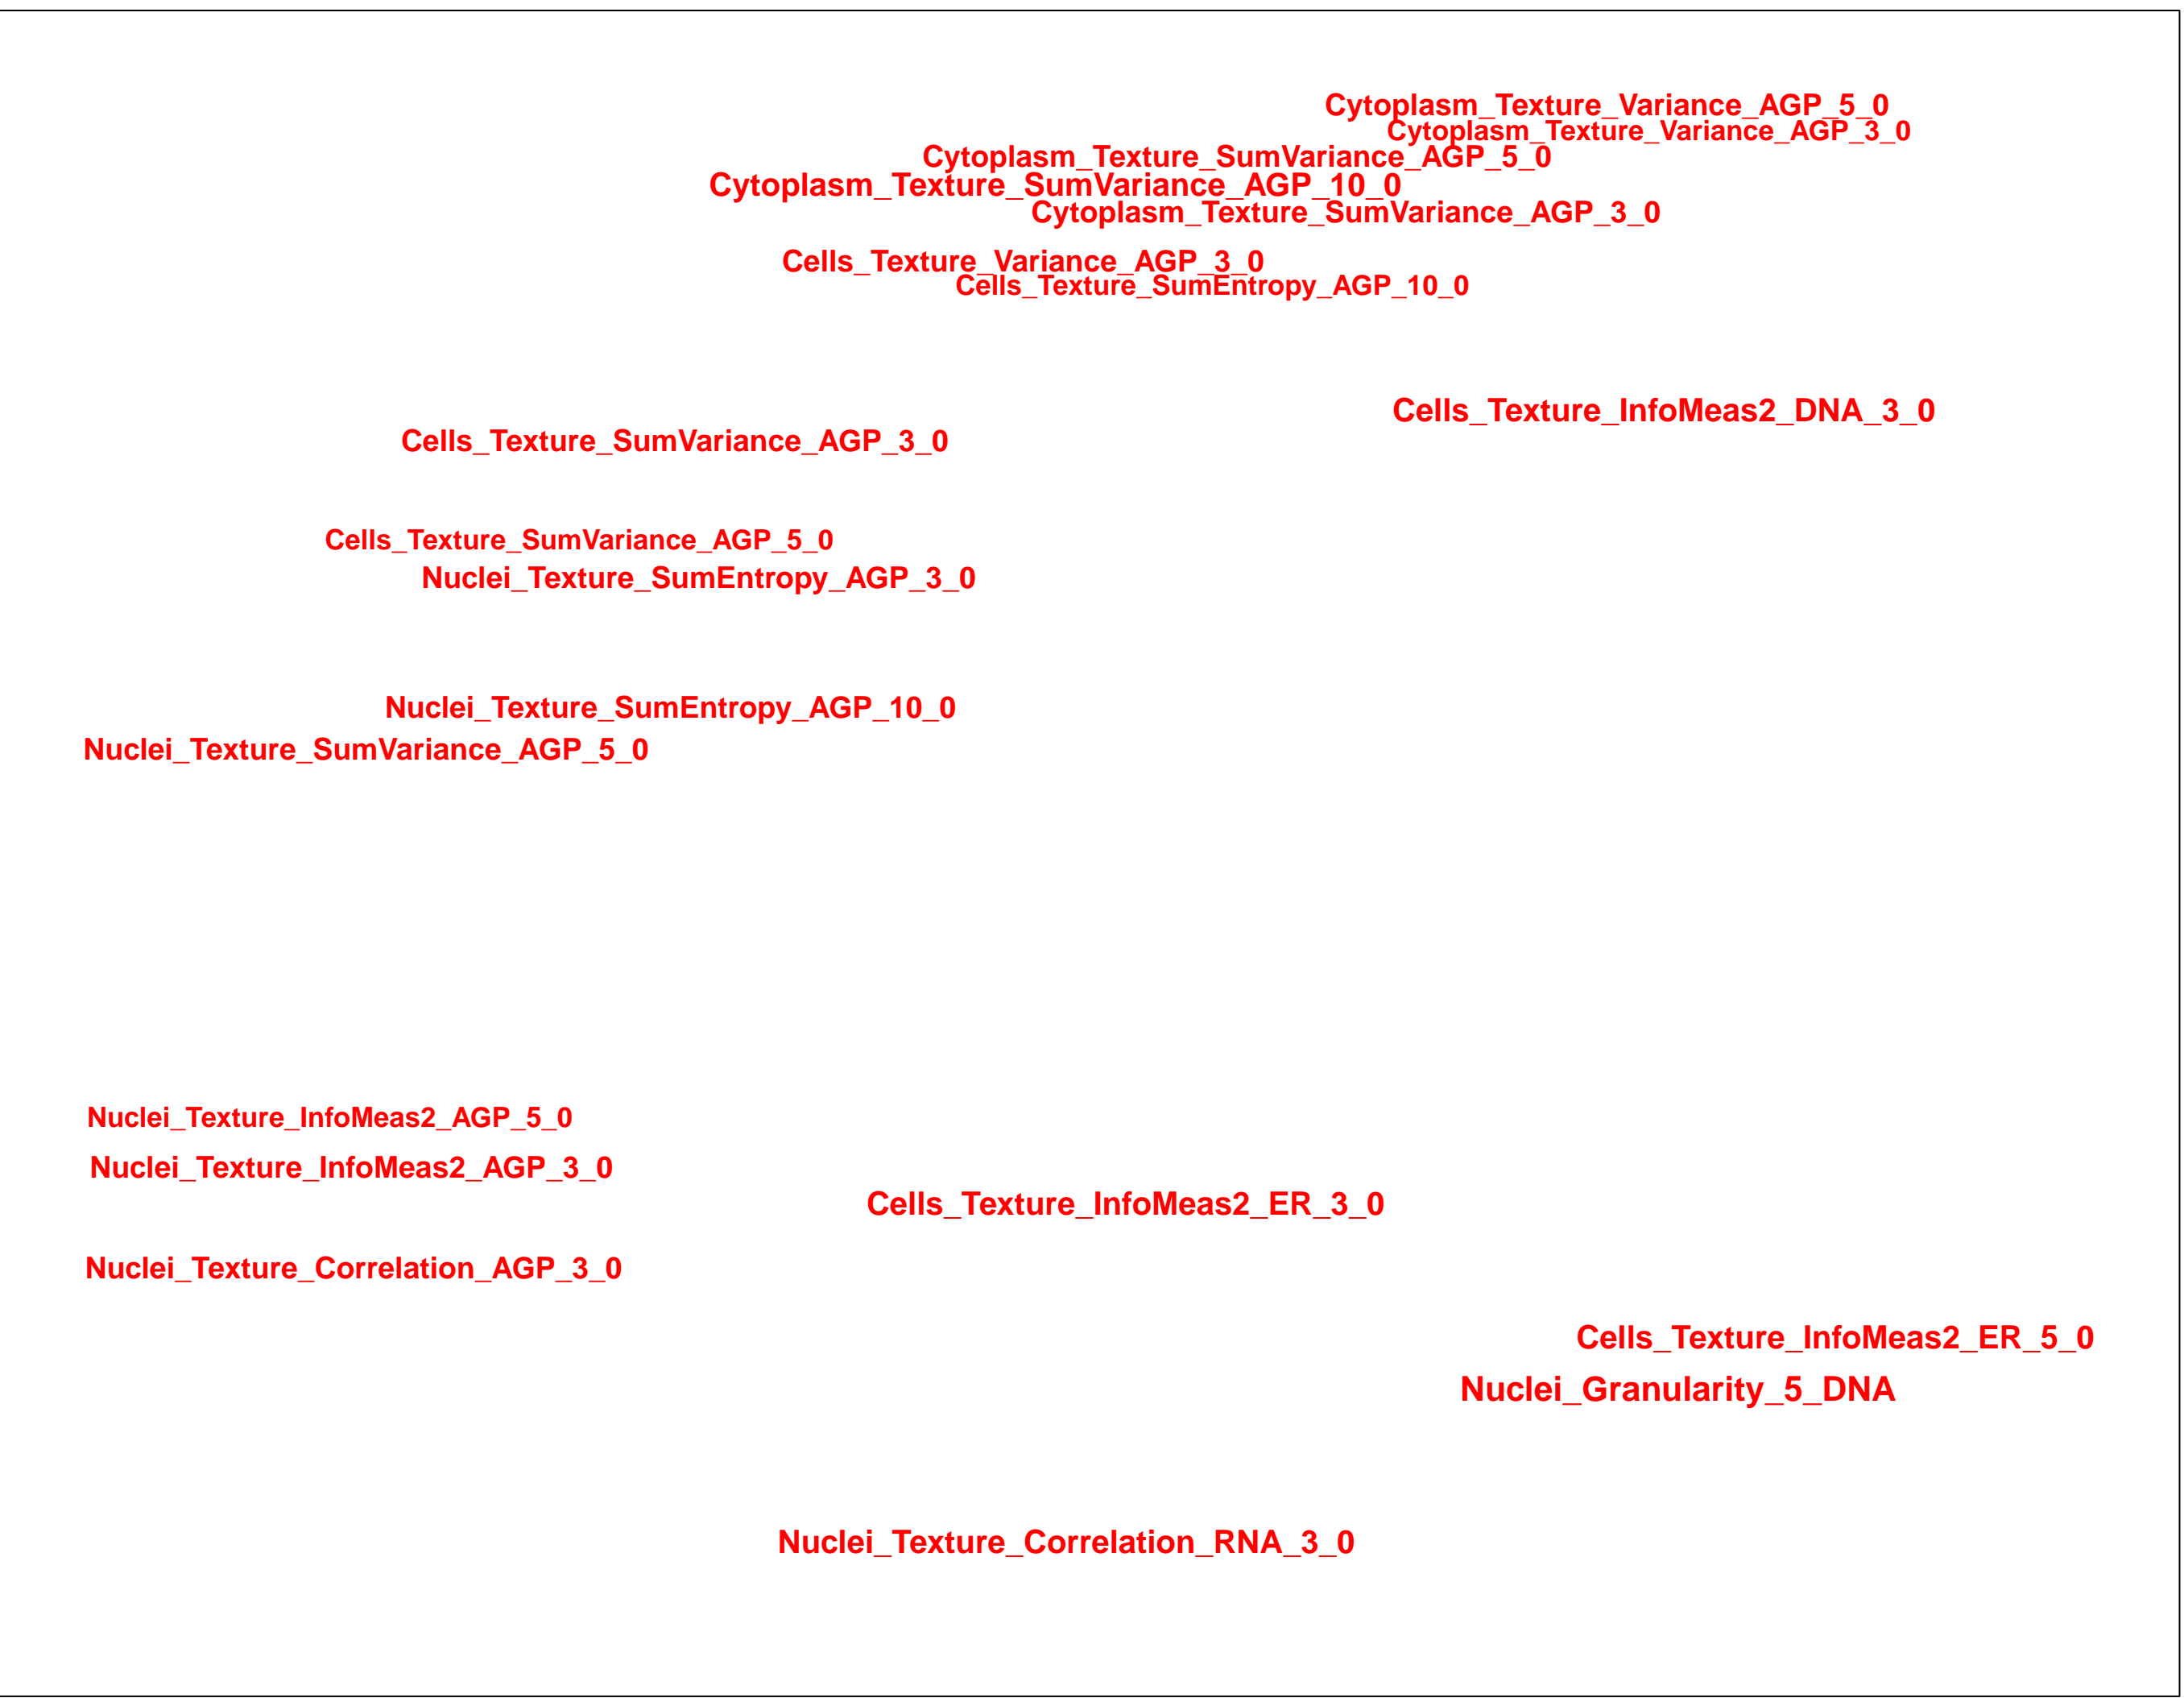 Cytoplasm_Texture_Variance_AGP_5_0
Cytoplasm_Texture_Variance_AGP_3_0
Cytoplasm_Texture_SumVariance_AGP_5_0
Cytoplasm_Texture_SumVariance_AGP_10_0
Cytoplasm_Texture_SumVariance_AGP_3_0
Cells_Texture_Variance_AGP_3_0
Cells_Texture_SumEntropy_AGP_10_0
Cells_Texture_InfoMeas2_DNA_3_0
Cells_Texture_SumVariance_AGP_3_0
Cells_Texture_SumVariance_AGP_5_0
Nuclei_Texture_SumEntropy_AGP_3_0
Nuclei_Texture_SumEntropy_AGP_10_0
Nuclei_Texture_SumVariance_AGP_5_0
Nuclei_Texture_InfoMeas2_AGP_5_0
Nuclei_Texture_InfoMeas2_AGP_3_0
Cells_Texture_InfoMeas2_ER_3_0
Nuclei_Texture_Correlation_AGP_3_0
Cells_Texture_InfoMeas2_ER_5_0
Nuclei_Granularity_5_DNA
Nuclei_Texture_Correlation_RNA_3_0